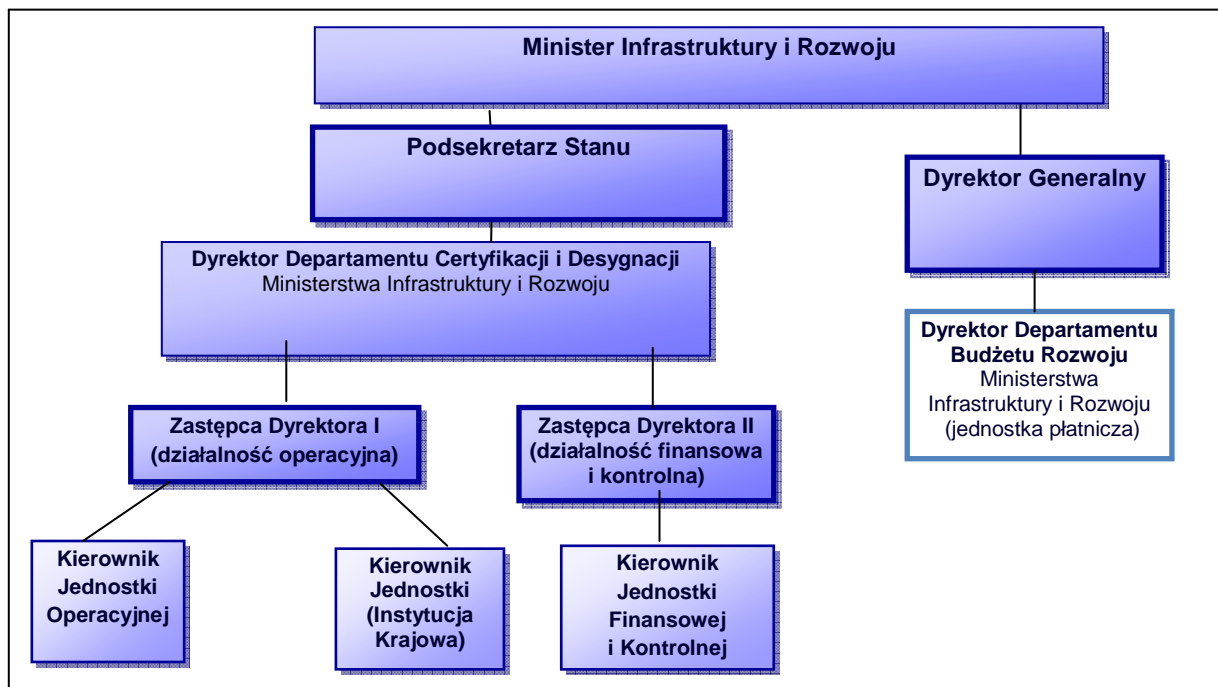 Minister Infrastruktury i Rozwoju
Podsekretarz Stanu
Dyrektor Generalny
Dyrektor Departamentu Certyfikacji i Desygnacji
Ministerstwa Infrastruktury i Rozwoju
Dyrektor Departamentu
Budżetu Rozwoju
Ministerstwa
Infrastruktury i Rozwoju
(jednostka płatnicza)
Zastępca Dyrektora I
(działalność operacyjna)
Zastępca Dyrektora II
(działalność finansowa
i kontrolna)
Kierownik
Jednostki
Operacyjnej
Kierownik
Jednostki
(Instytucja
Krajowa)
Kierownik
Jednostki
Finansowej
i Kontrolnej